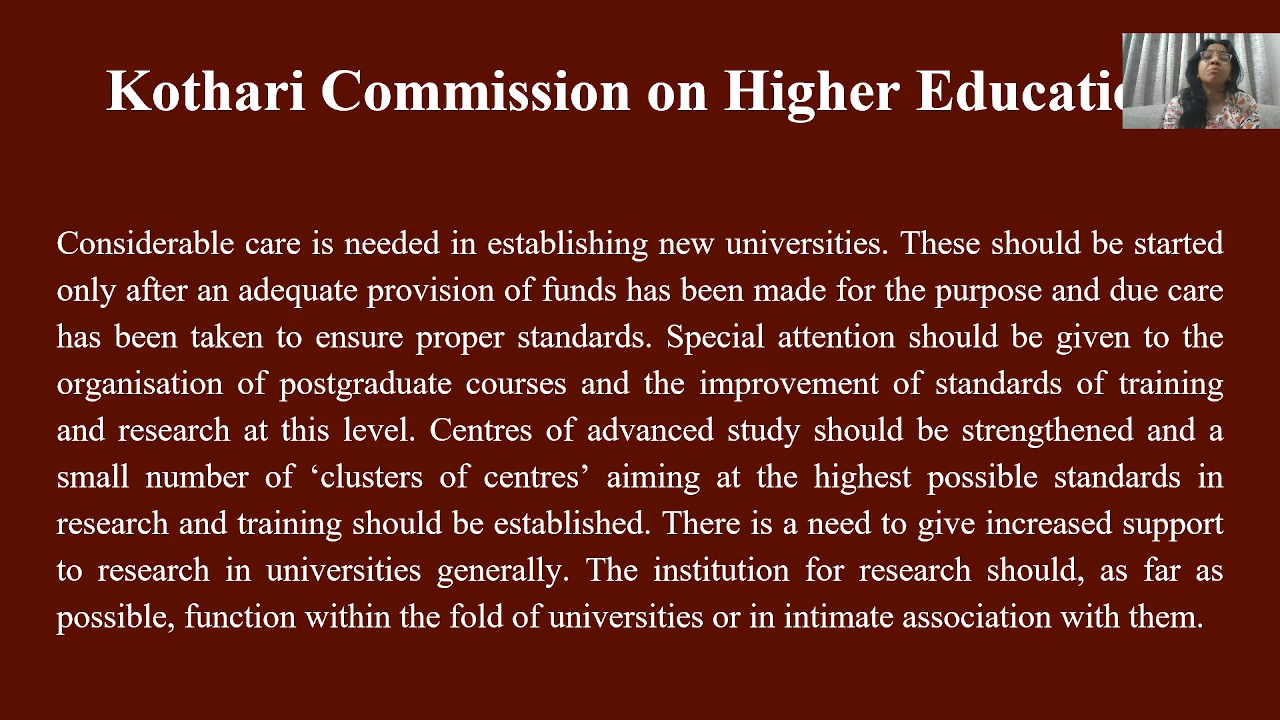 Kothari Commission on Higher Educatio
Considerable care is needed in establishing new universities. These should be started
only after an adequate provision of funds has been made for the purpose and due care
has been taken to ensure proper standards. Special attention should be given to the
organisation of postgraduate courses and the improvement of standards of training
and research at this level. Centres of advanced study should be strengthened and a
small number of ‘clusters of centres’ aiming at the highest possible standards in
research and training should be established. There is a need to give increased support
to research in universities generally. The institution for research should, as far as
possible, function within the fold of universities or in intimate association with them.